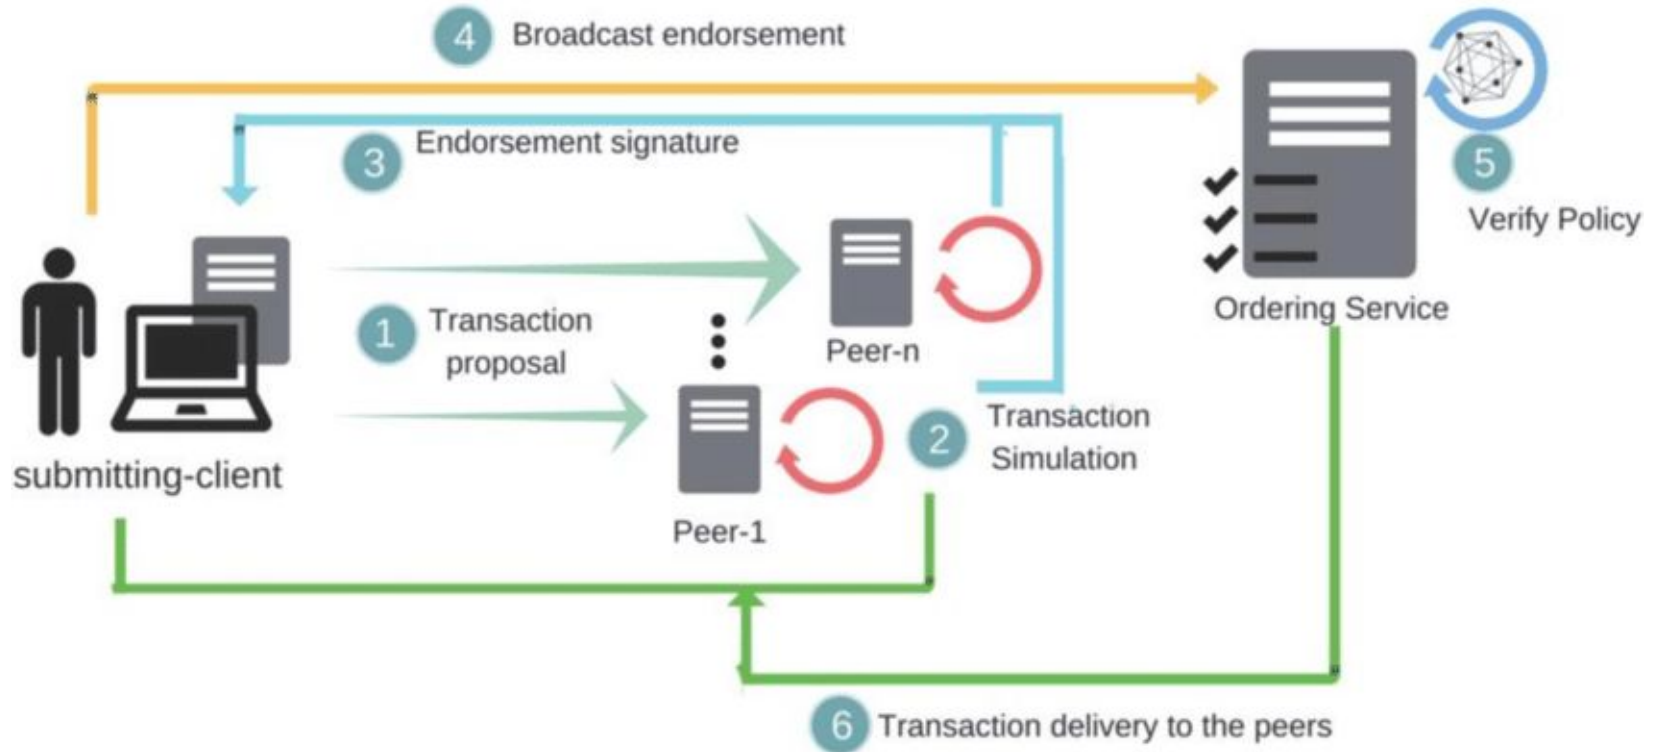 4 Broadcast endorsement
3 Endorsement signature
5
Verify Policy
Ordering Service
1 Transaction
proposal
Peer-n
2 Transaction
Simulation
submitting-client
Peer-1
6 Transaction delivery to the peers